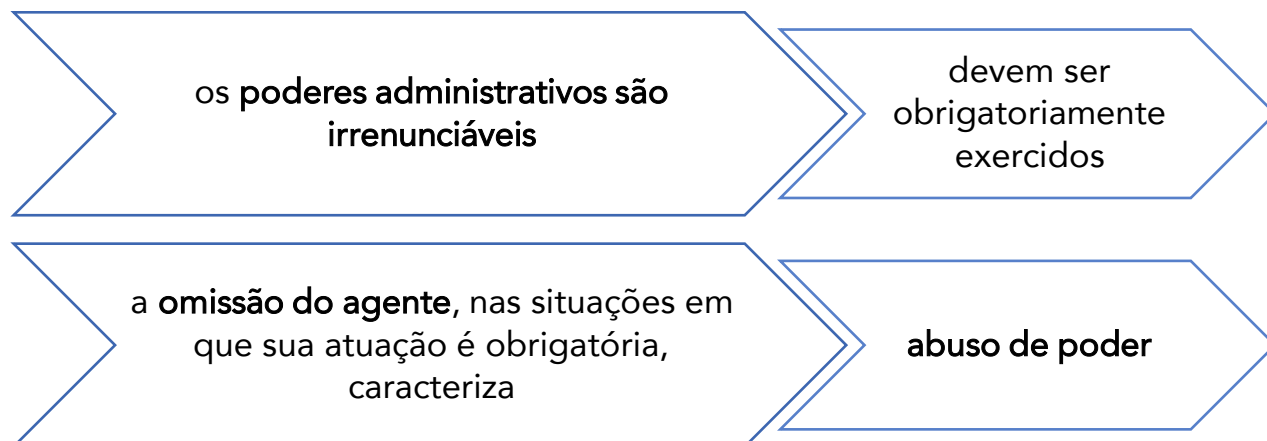 os poderes administrativos são
irrenunciáveis
devem ser
obrigatoriamente
exercidos
a omissão do agente, nas situações em
que sua atuação é obrigatória,
caracteriza
abuso de poder